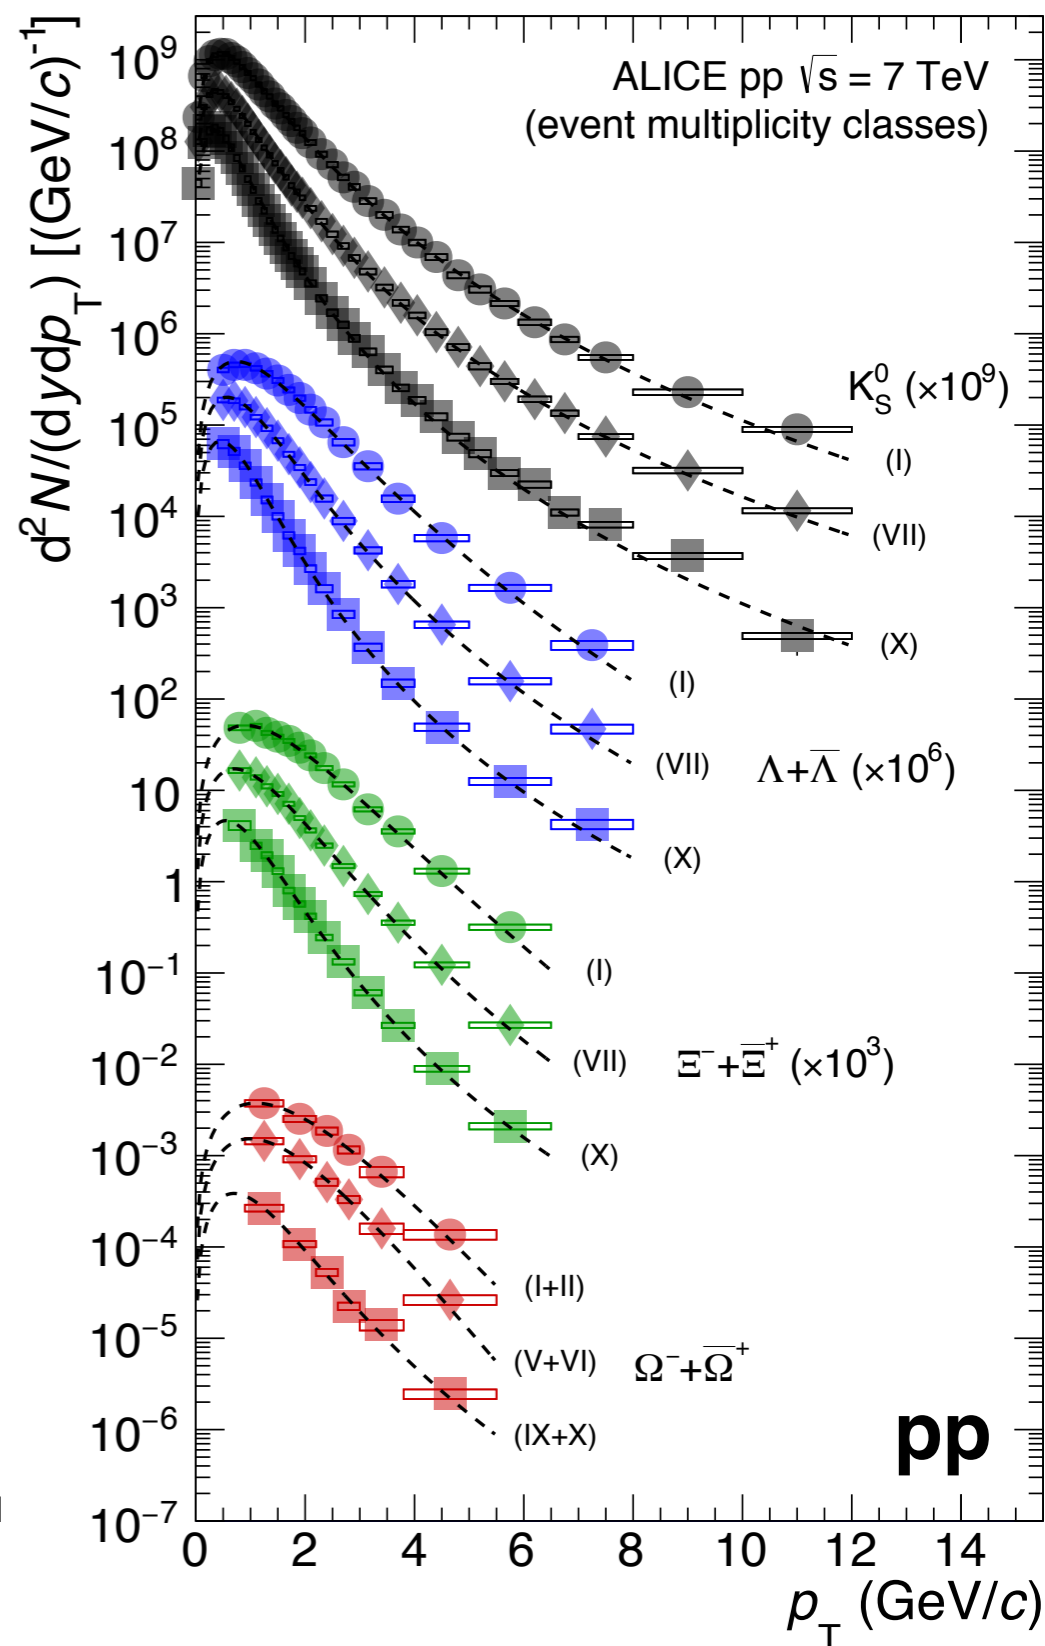 d²N/(dydp_T) [(GeV/c)⁻¹]
ALICE pp √s = 7 TeV
(event multiplicity classes)
10⁹
10⁸
10⁷
10⁶
10⁵
10⁴
10³
10²
10
1
10⁻¹
10⁻²
10⁻³
10⁻⁴
10⁻⁵
10⁻⁶
10⁻⁷
K⁰_S (×10⁹)
(I)
(VII)
(X)
(I)
(VII)
Λ+Λ̅ (×10⁶)
(X)
(I)
(VII)
Ξ⁻+Ξ̅⁺ (×10³)
(X)
(I+II)
(V+VI)
Ω⁻+Ω̅⁺
(IX+X)
pp
0 2 4 6 8 10 12 14
p_T (GeV/c)